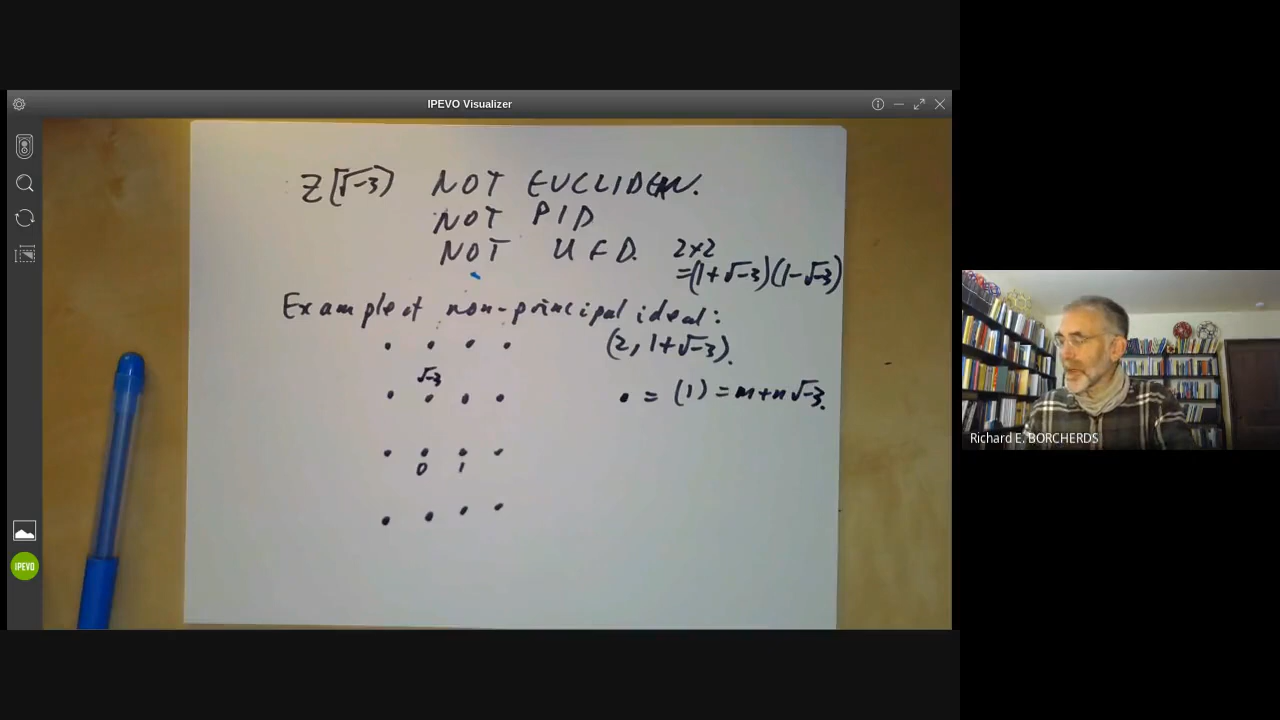 IPEVO Visualizer
Z[√-3] NOT EUCLIDEAN.
NOT PID
NOT UFD. 2×2
=(1+√-3)(1-√-3)
Example of non-principal ideal:
(2, 1+√-3).
√-3
• = (1) = m+n√-3.
0 1
Richard E. BORCHERDS
IPEVO